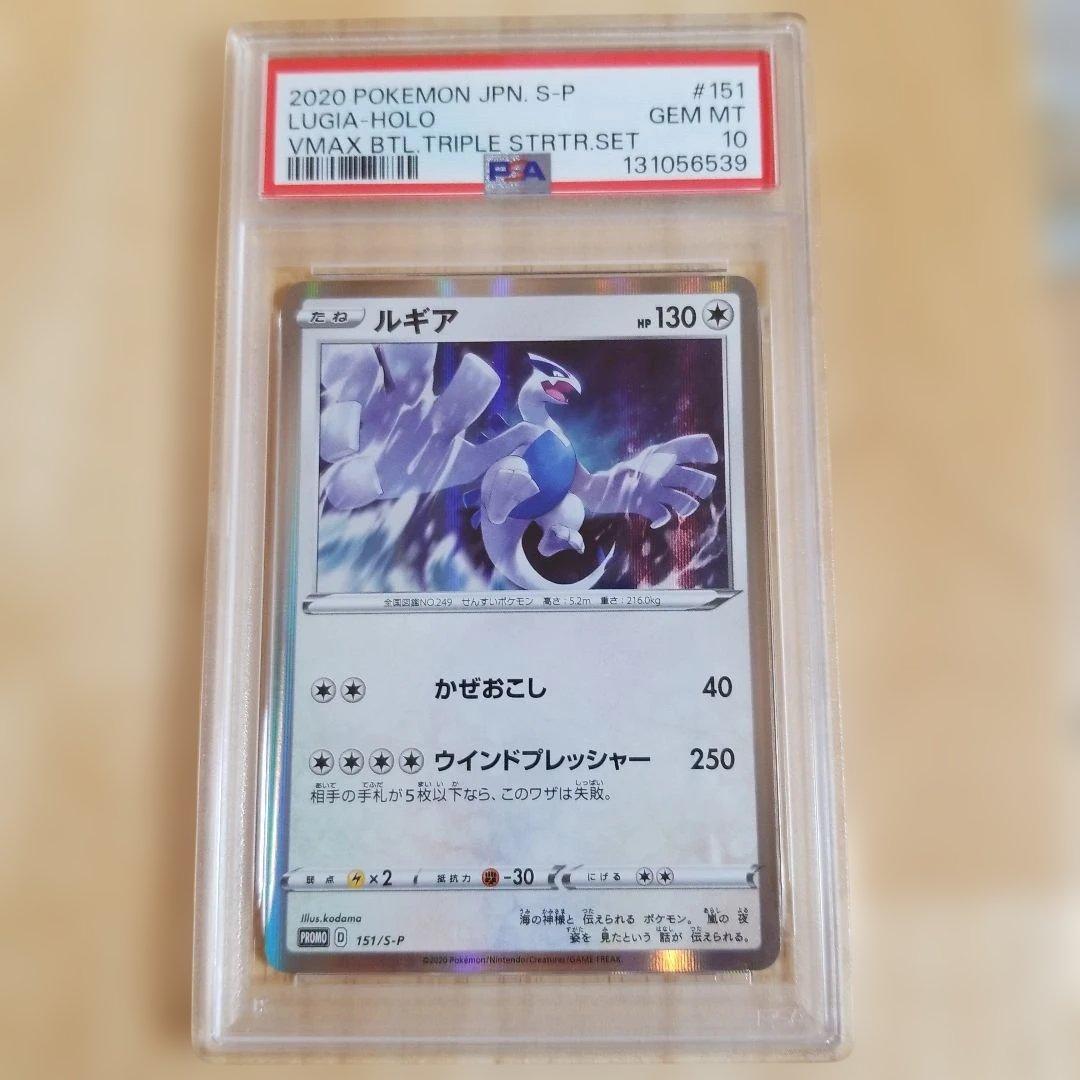 2020 POKEMON JPN. S-P #151
LUGIA-HOLO GEM MT
VMAX BTL.TRIPLE STRTR.SET 10
PSA 131056539
たね ルギア HP 130
全国図鑑NO.249 せんすいポケモン 高さ:5.2m 重さ:216.0kg
かぜおこし 40
ウインドプレッシャー 250
相手の手札が5枚以下なら、このワザは失敗。
弱点 ×2 抵抗力 -30 にげる
Illus.kodama
海の神様と 伝えられる ポケモン。 嵐の 夜
姿を 見たという 話が 伝えられる。
PROMO D 151/S-P
©2020 Pokémon/Nintendo/Creatures/GAME FREAK.
PSA